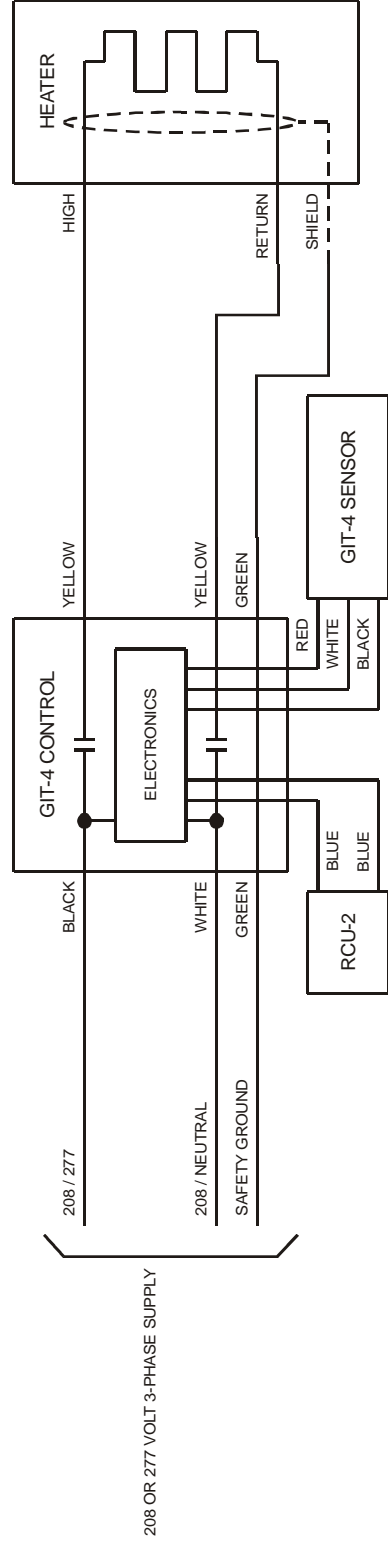 208 OR 277 VOLT 3-PHASE SUPPLY
208 / 277
208 / NEUTRAL
SAFETY GROUND
BLACK
WHITE
GREEN
GIT-4 CONTROL
ELECTRONICS
YELLOW
YELLOW
GREEN
RCU-2
BLUE
BLUE
RED
WHITE
BLACK
GIT-4 SENSOR
HIGH
RETURN
SHIELD
HEATER